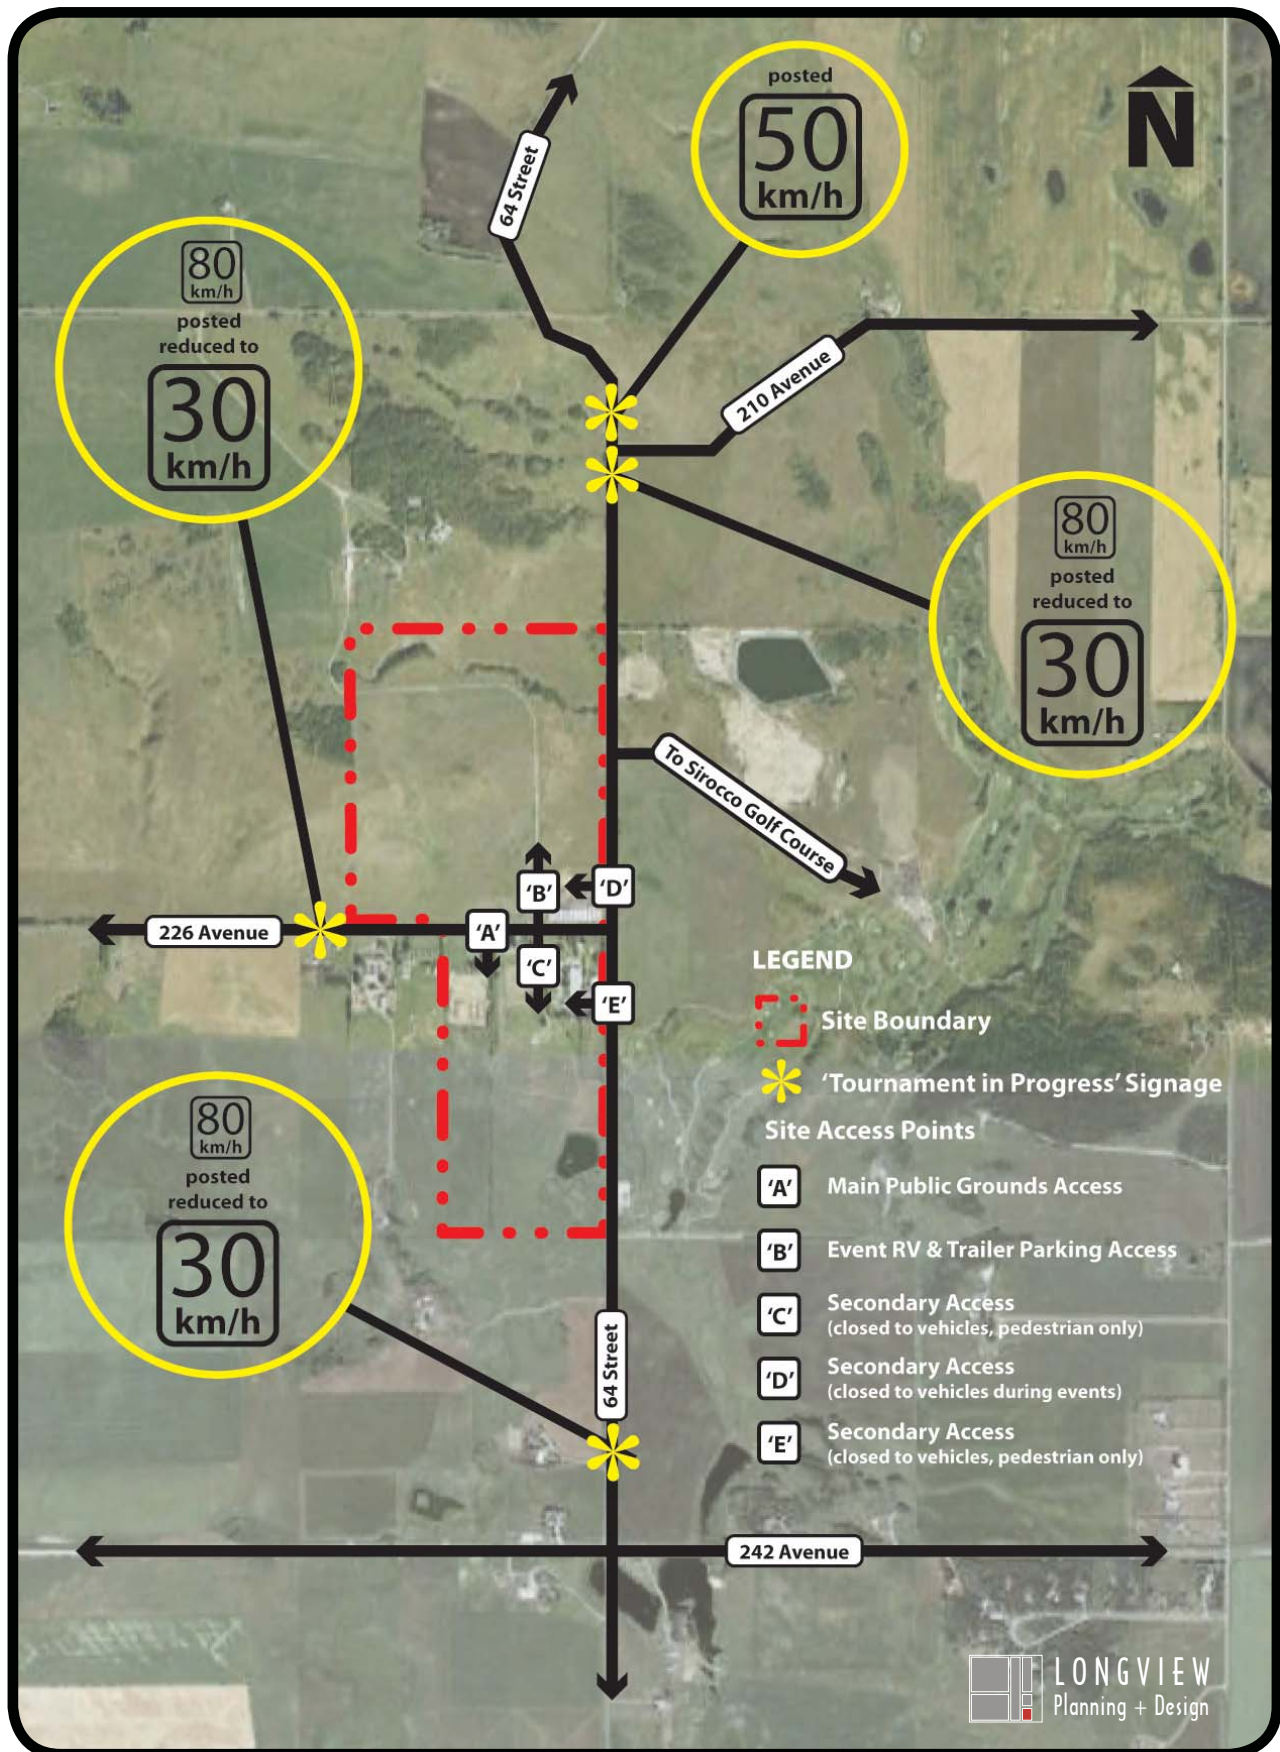 posted
50
km/h
N
64 Street
80
km/h
posted
reduced to
30
km/h
210 Avenue
80
km/h
posted
reduced to
30
km/h
To Sirocco Golf Course
'B'
'D'
226 Avenue
'A'
'C'
'E'
LEGEND
Site Boundary
'Tournament in Progress' Signage
Site Access Points
'A' Main Public Grounds Access
'B' Event RV & Trailer Parking Access
'C' Secondary Access
(closed to vehicles, pedestrian only)
'D' Secondary Access
(closed to vehicles during events)
'E' Secondary Access
(closed to vehicles, pedestrian only)
80
km/h
posted
reduced to
30
km/h
64 Street
242 Avenue
LONGVIEW
Planning + Design